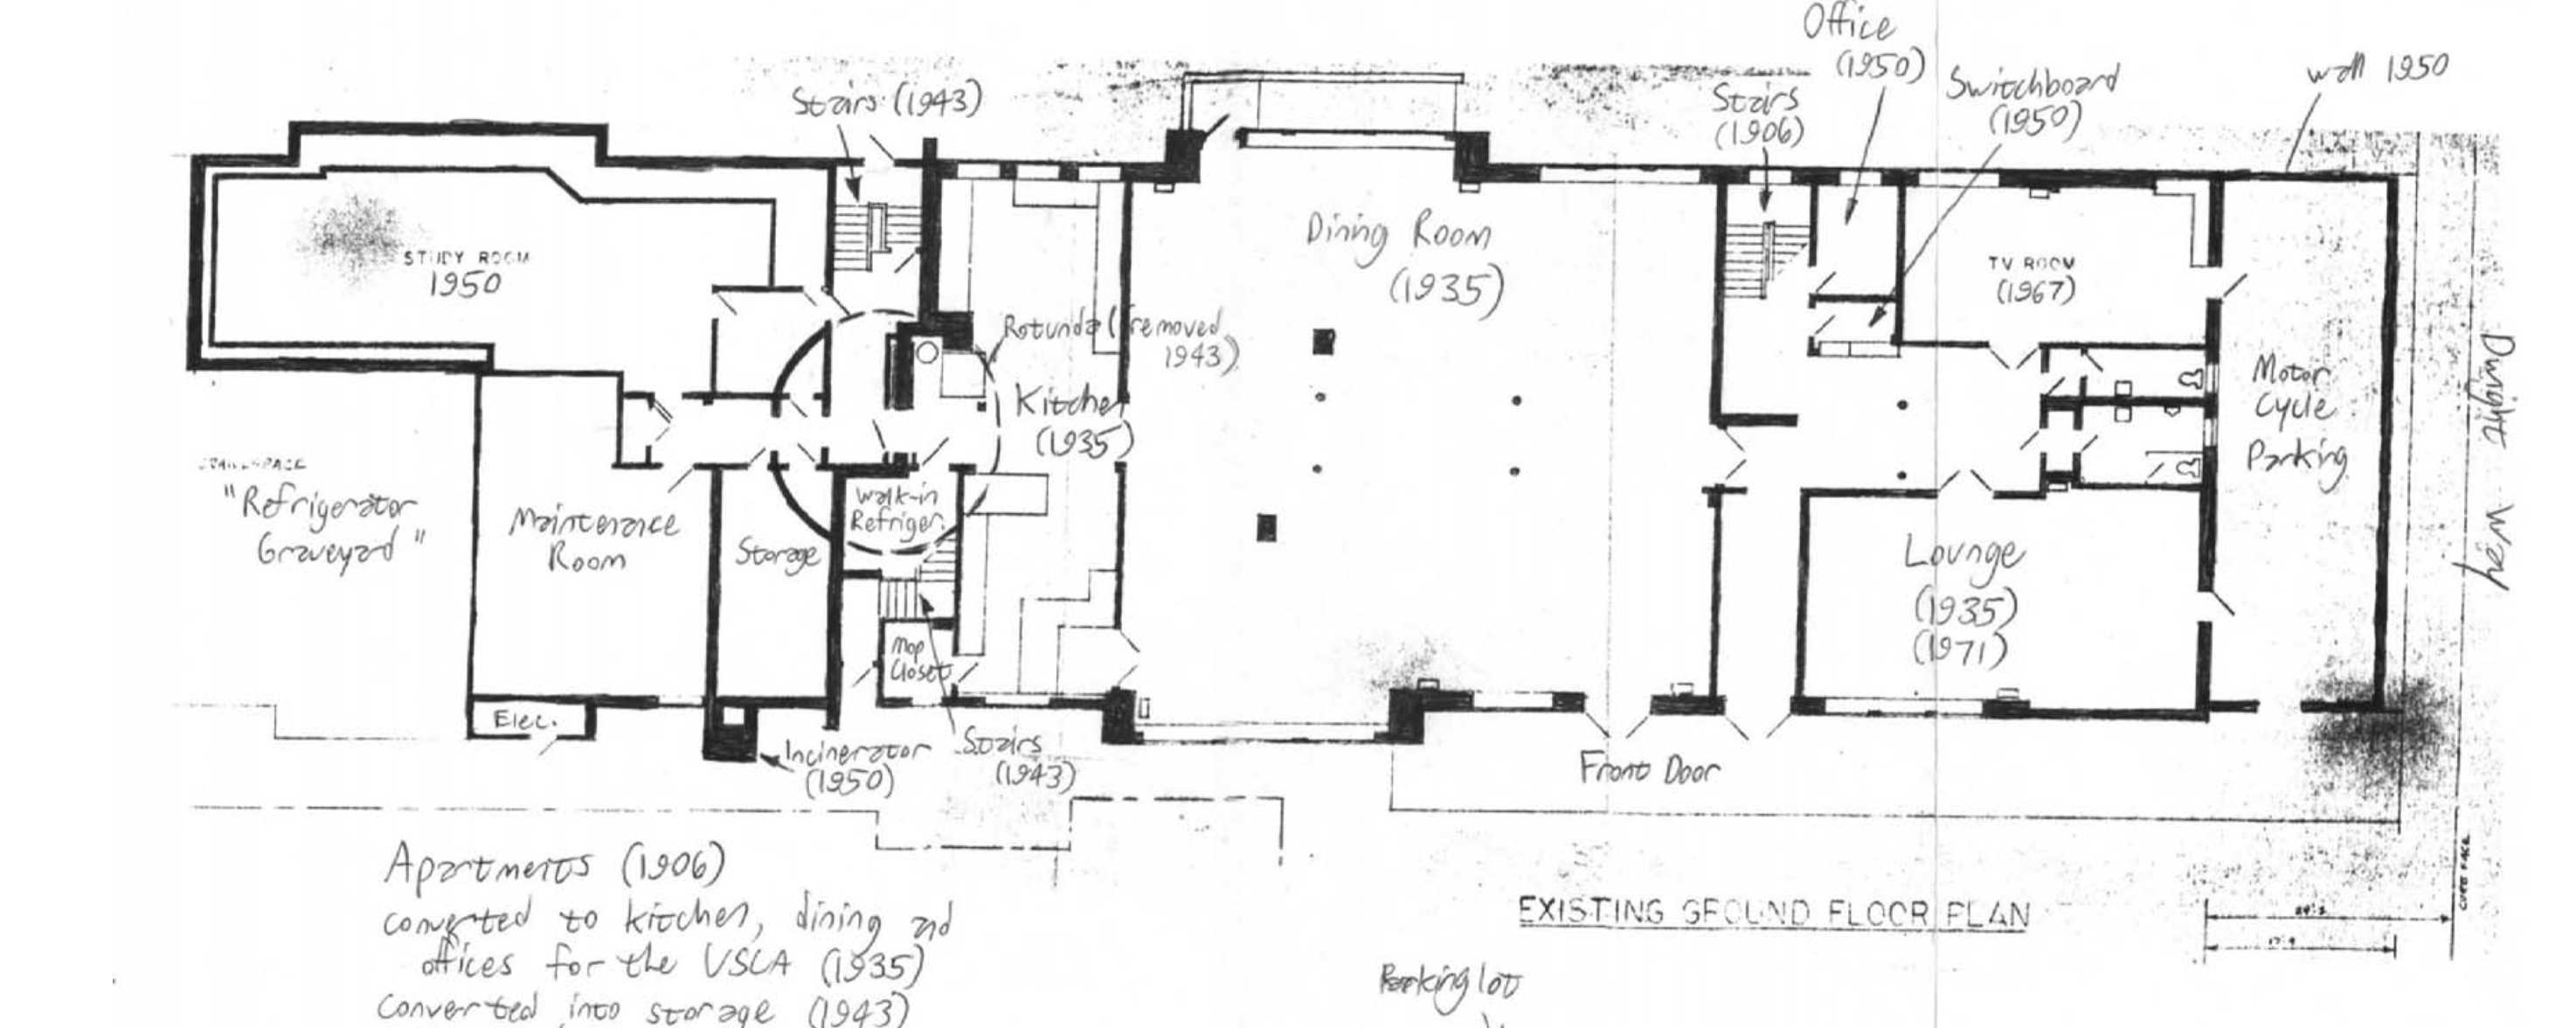 Office
(1950)
Stairs (1943)
Stairs
(1906)
Switchboard
(1950)
wall 1950
STUDY ROOM
1950
Dining Room
(1935)
TV ROOM
(1967)
Rotunda (removed
1943)
Kitchen
(1935)
Motor
Cycle
Parking
Dwight Way
"Refrigerator
Graveyard"
Maintenance
Room
Storage
Walk-in
Refriger.
Mop
Closet
Lounge
(1935)
(1971)
Elec.
Incinerator
(1950)
Stairs
(1943)
Front Door
Apartments (1906)
converted to kitchen, dining and
offices for the USCA (1935)
Converted into storage (1943)
EXISTING GROUND FLOOR PLAN
CURB FACE
Parking lot